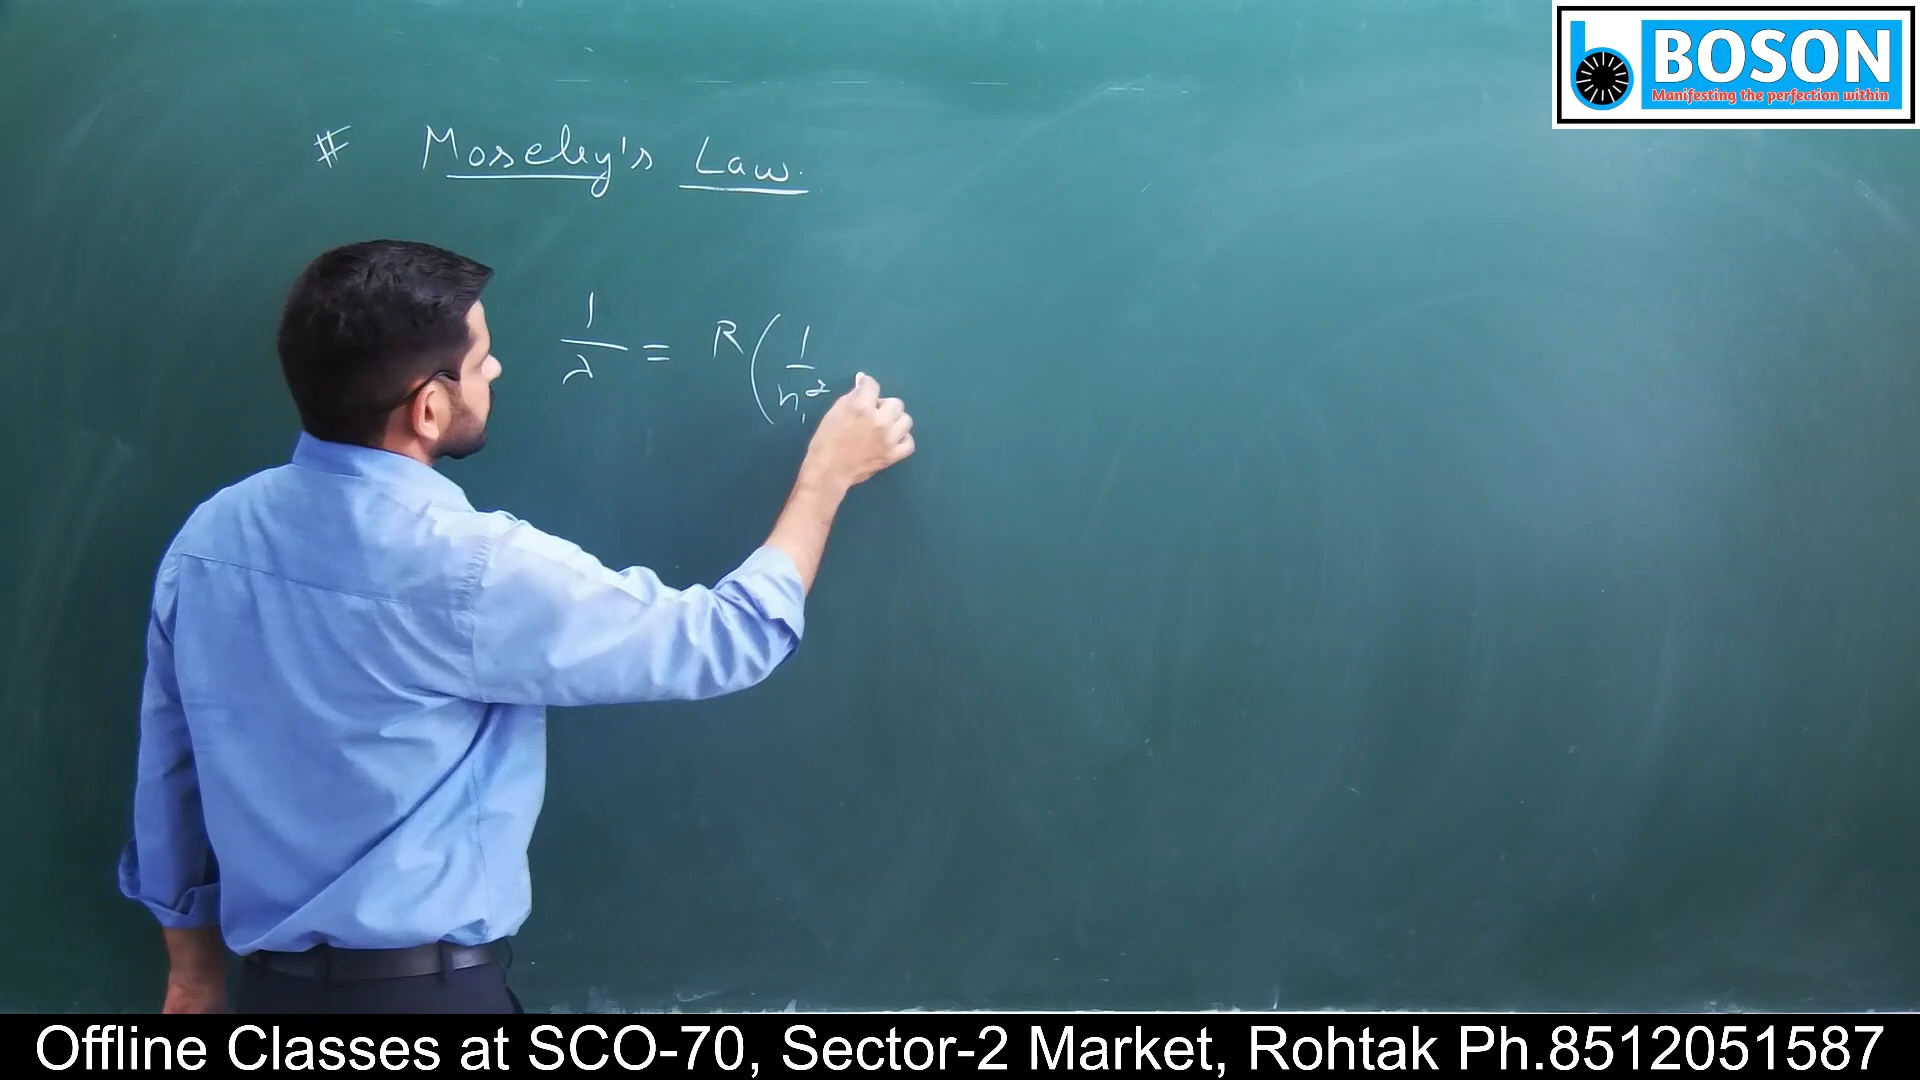 BOSON
Manifesting the perfection within
# Moseley's Law.
1/λ = R(1/n₁²
Offline Classes at SCO-70, Sector-2 Market, Rohtak Ph.8512051587